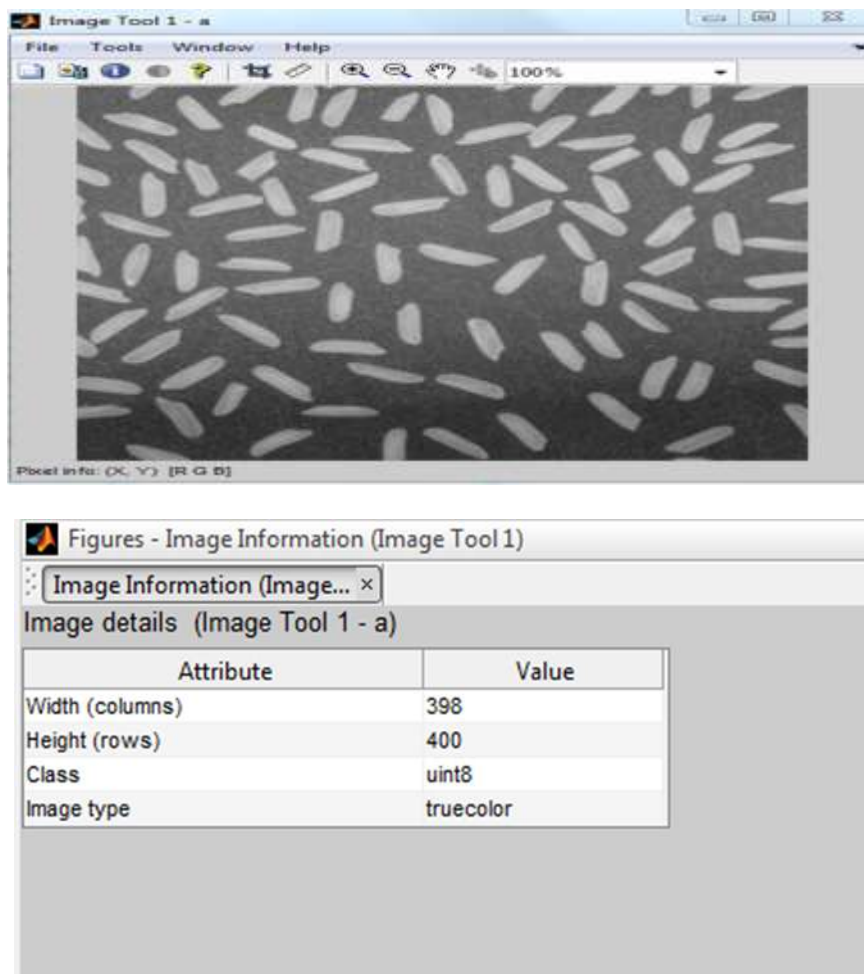 Image Tool 1 - a
File Tools Window Help
100%
Pixel info: (X, Y) [R G B]
Figures - Image Information (Image Tool 1)
Image Information (Image... ×
Image details (Image Tool 1 - a)
Attribute Value
Width (columns) 398
Height (rows) 400
Class uint8
Image type truecolor